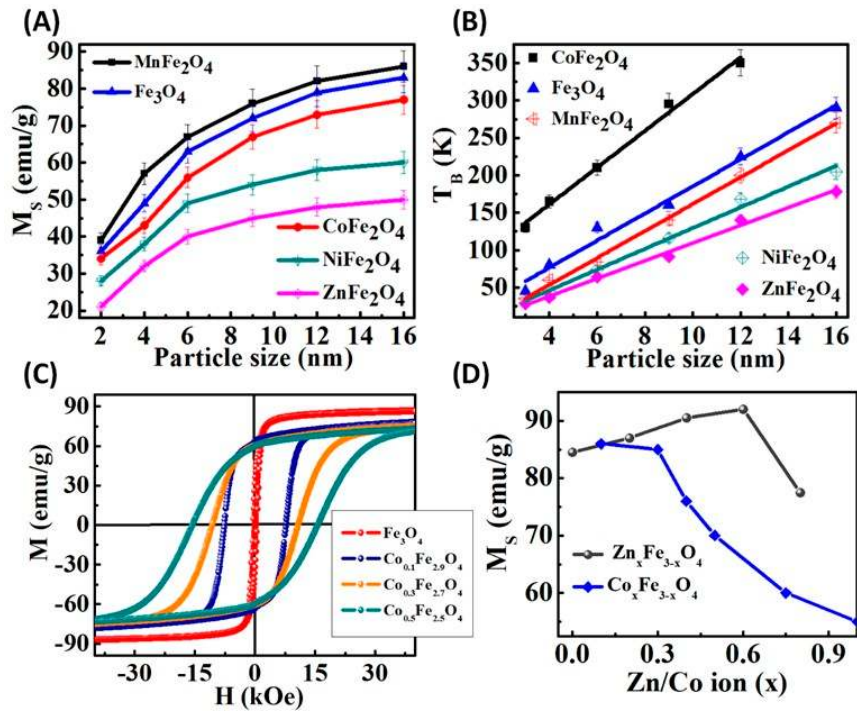 (A)
90
80
70
60
50
40
30
20
M_S (emu/g)
MnFe₂O₄
Fe₃O₄
CoFe₂O₄
NiFe₂O₄
ZnFe₂O₄
2 4 6 8 10 12 14 16
Particle size (nm)
(B)
350
300
250
200
150
100
50
T_B (K)
CoFe₂O₄
Fe₃O₄
MnFe₂O₄
NiFe₂O₄
ZnFe₂O₄
4 6 8 10 12 14 16
Particle size (nm)
(C)
90
60
30
0
-30
-60
-90
M (emu/g)
Fe₃O₄
Co₀.₁Fe₂.₉O₄
Co₀.₃Fe₂.₇O₄
Co₀.₅Fe₂.₅O₄
-30 -15 0 15 30
H (kOe)
(D)
90
80
70
60
M_S (emu/g)
ZnₓFe₃₋ₓO₄
CoₓFe₃₋ₓO₄
0.0 0.3 0.6 0.9
Zn/Co ion (x)